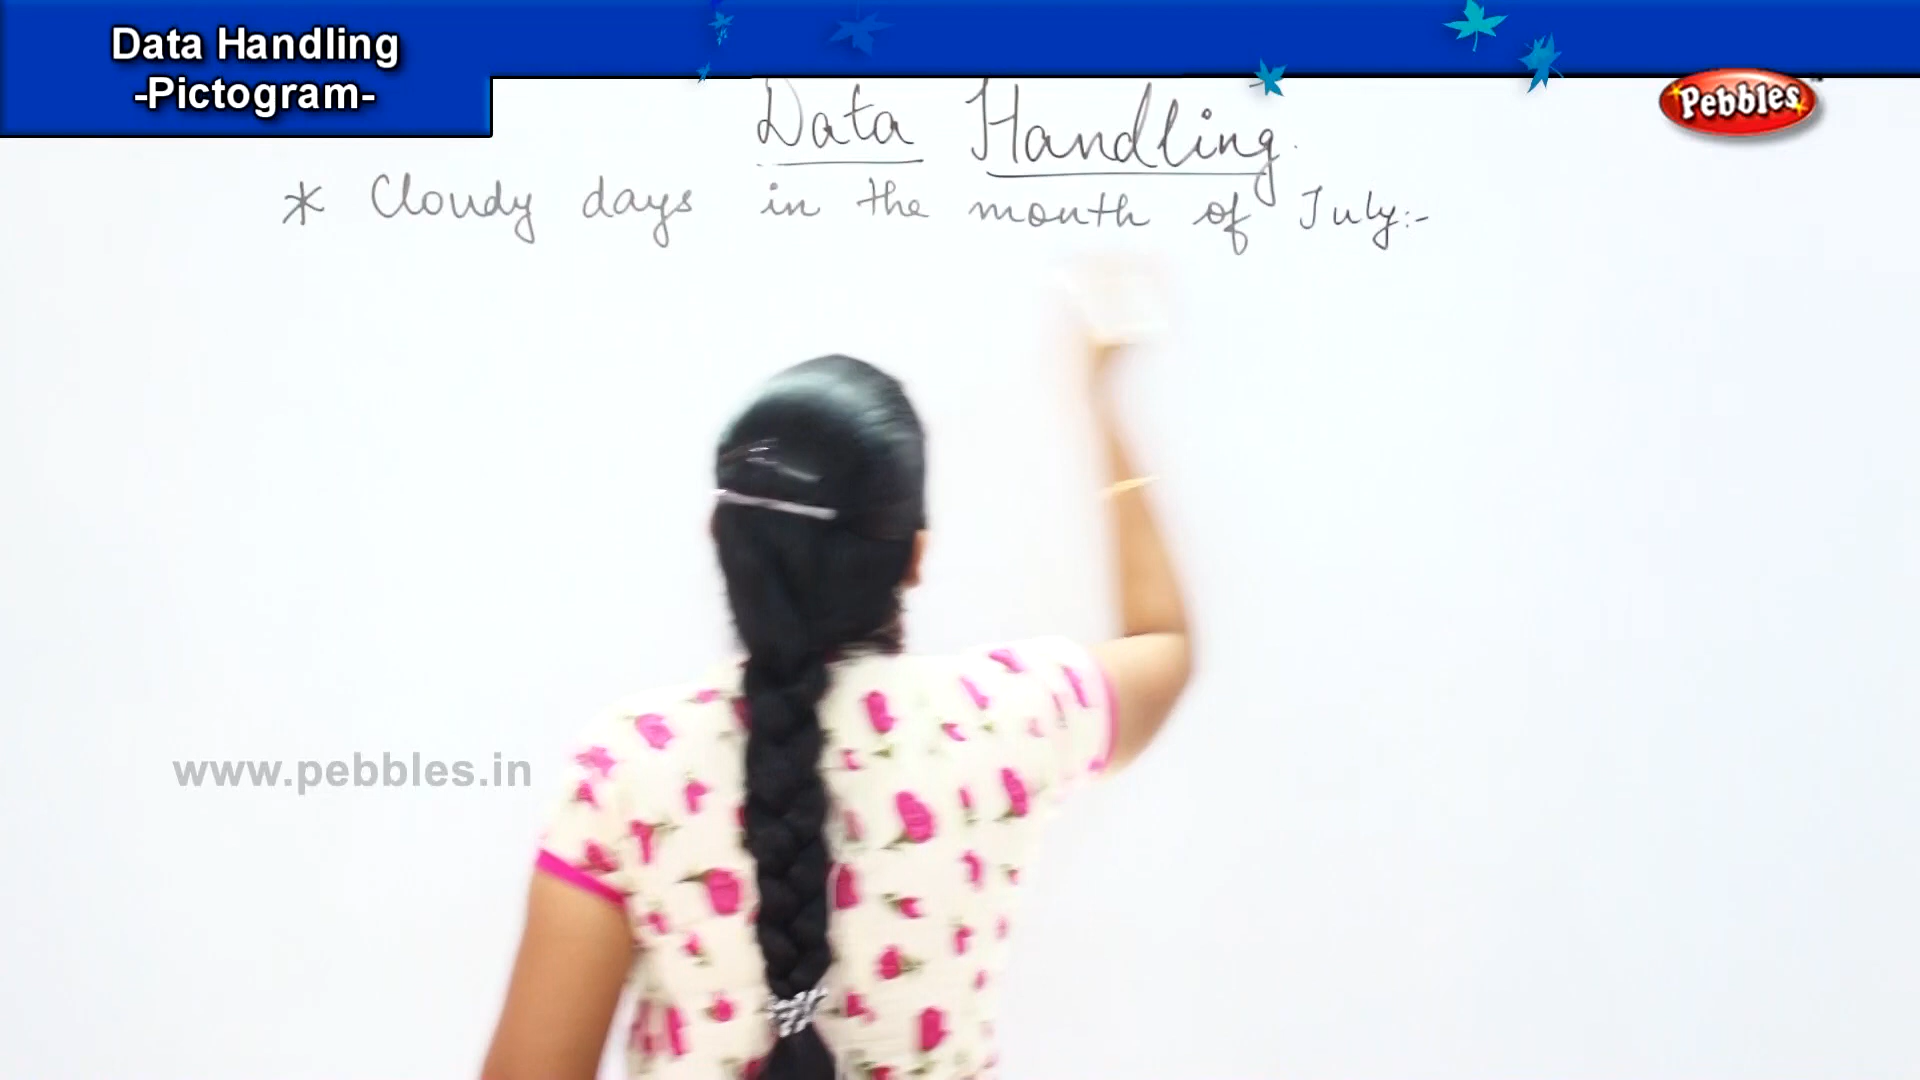 Data Handling
-Pictogram-
Pebbles
Data Handling.
* Cloudy days in the month of July:-
www.pebbles.in